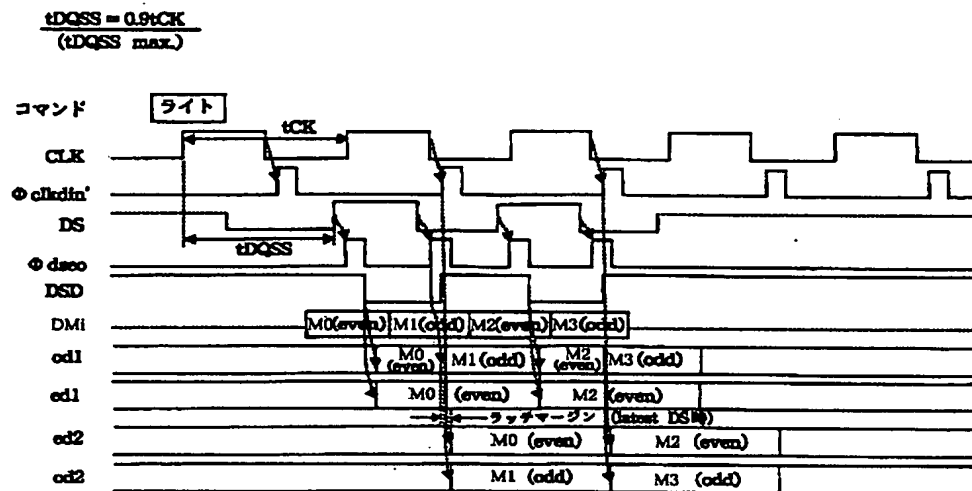 tDQSS = 0.9tCK
(tDQSS max.)
コマンド ライト
tCK
CLK
Φ clkdin'
DS
tDQSS
Φ dseo
DSD
DMi M0(even) M1(odd) M2(even) M3(odd)
od1 M0 (even) M1(odd) M2 (even) M3(odd)
ed1 M0 (even) M2 (even)
ラッチマージン (latest DS時)
ed2 M0 (even) M2 (even)
od2 M1 (odd) M3 (odd)